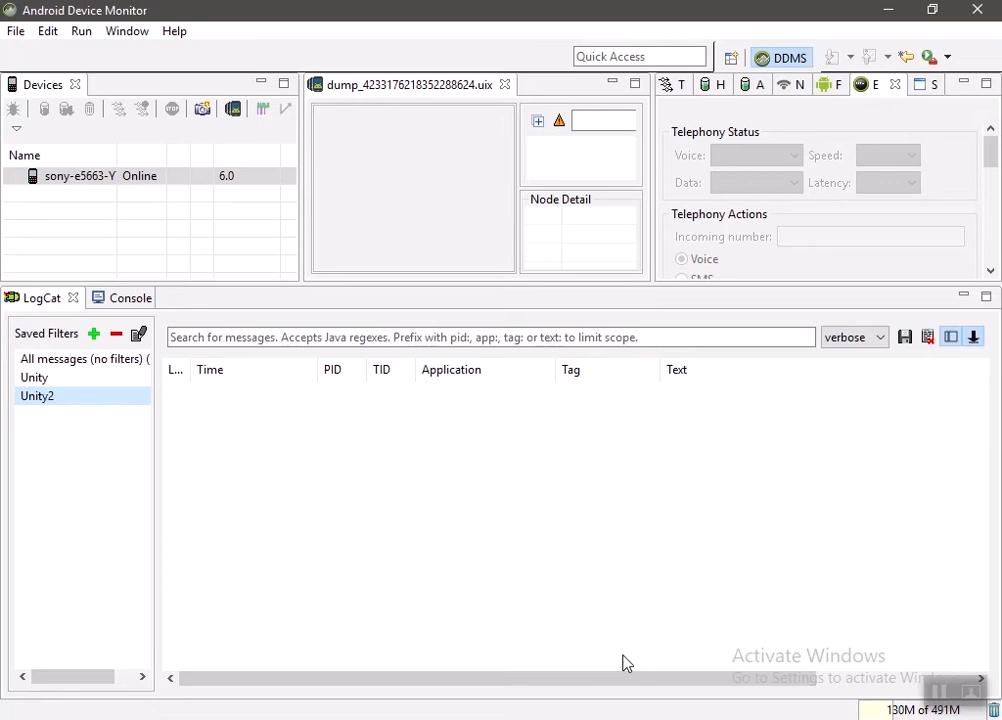 Android Device Monitor
File Edit Run Window Help
Quick Access
DDMS
Devices
dump_4233176218352288624.uix
T H A N F E S
Name
sony-e5663-Y Online 6.0
Node Detail
Telephony Status
Voice: Speed:
Data: Latency:
Telephony Actions
Incoming number:
Voice
SMS
LogCat Console
Saved Filters
All messages (no filters) (
Unity
Unity2
Search for messages. Accepts Java regexes. Prefix with pid:, app:, tag: or text: to limit scope.
verbose
L... Time PID TID Application Tag Text
Activate Windows
Go to Settings to activate Win
130M of 491M